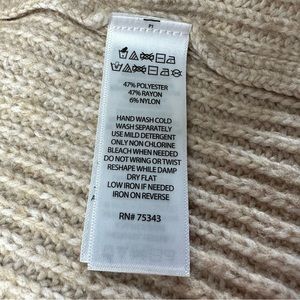 47% POLYESTER
47% RAYON
6% NYLON
HAND WASH COLD
WASH SEPARATELY
USE MILD DETERGENT
ONLY NON CHLORINE
BLEACH WHEN NEEDED
DO NOT WRING OR TWIST
RESHAPE WHILE DAMP
DRY FLAT
LOW IRON IF NEEDED
IRON ON REVERSE
RN# 75343